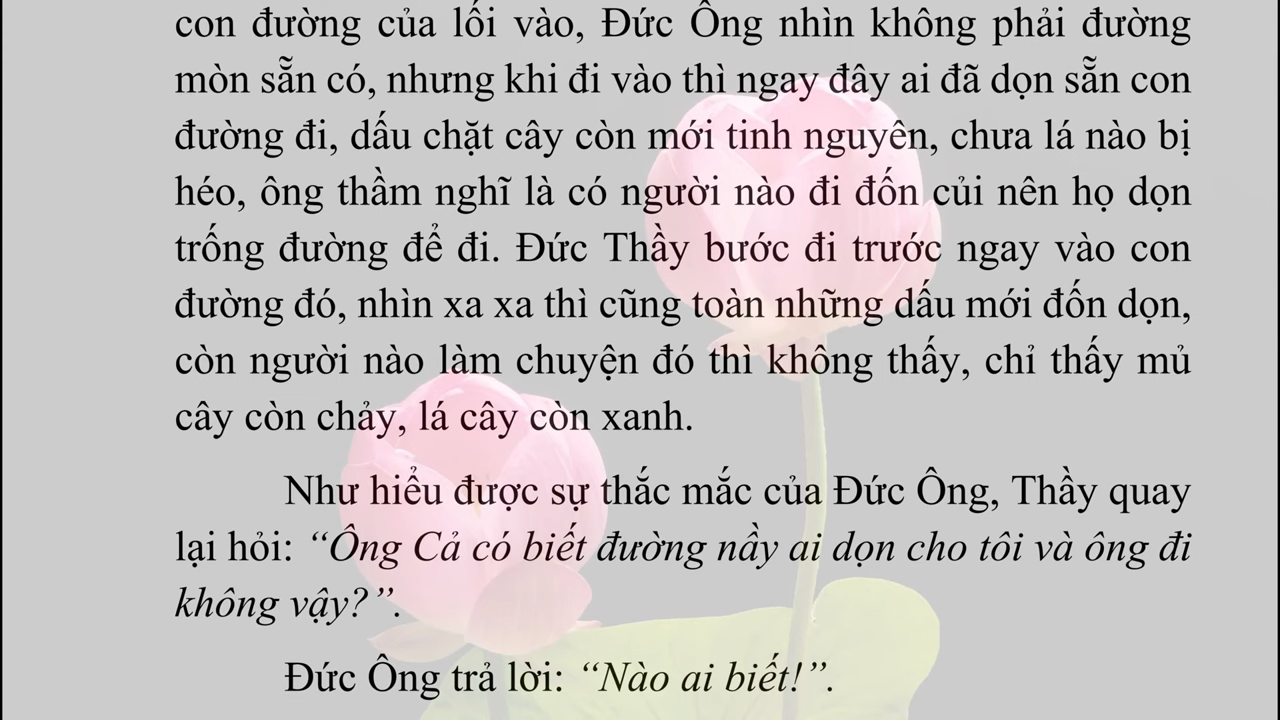 con đường của lối vào, Đức Ông nhìn không phải đường
mòn sẵn có, nhưng khi đi vào thì ngay đây ai đã dọn sẵn con
đường đi, dấu chặt cây còn mới tinh nguyên, chưa lá nào bị
héo, ông thầm nghĩ là có người nào đi đốn củi nên họ dọn
trống đường để đi. Đức Thầy bước đi trước ngay vào con
đường đó, nhìn xa xa thì cũng toàn những dấu mới đốn dọn,
còn người nào làm chuyện đó thì không thấy, chỉ thấy mủ
cây còn chảy, lá cây còn xanh.
Như hiểu được sự thắc mắc của Đức Ông, Thầy quay
lại hỏi: “Ông Cả có biết đường nầy ai dọn cho tôi và ông đi
không vậy?”.
Đức Ông trả lời: “Nào ai biết!”.